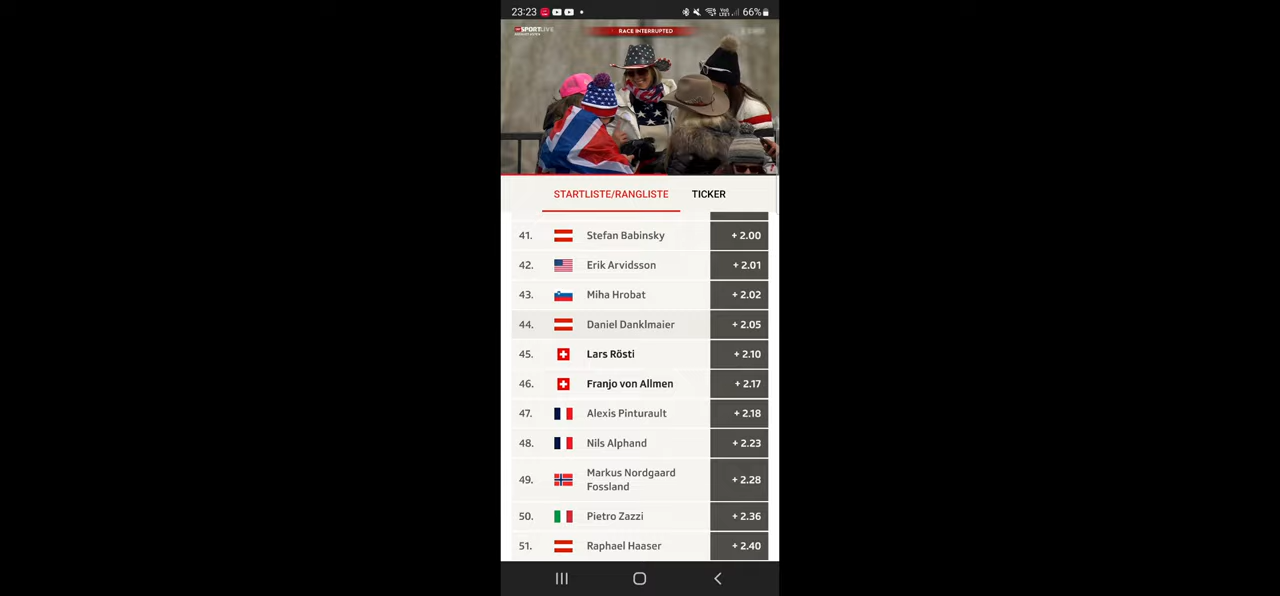 23:23
66%
SPORTLIVE
RACE INTERRUPTED
STARTLISTE/RANGLISTE TICKER
41. Stefan Babinsky + 2.00
42. Erik Arvidsson + 2.01
43. Miha Hrobat + 2.02
44. Daniel Danklmaier + 2.05
45. Lars Rösti + 2.10
46. Franjo von Allmen + 2.17
47. Alexis Pinturault + 2.18
48. Nils Alphand + 2.23
49. Markus Nordgaard
Fossland + 2.28
50. Pietro Zazzi + 2.36
51. Raphael Haaser + 2.40